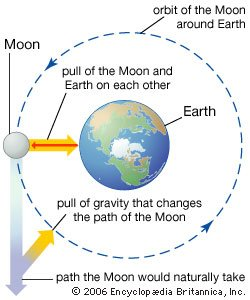 orbit of the Moon
around Earth
Moon
pull of the Moon and
Earth on each other
Earth
pull of gravity that changes
the path of the Moon
path the Moon would naturally take
© 2006 Encyclopædia Britannica, Inc.